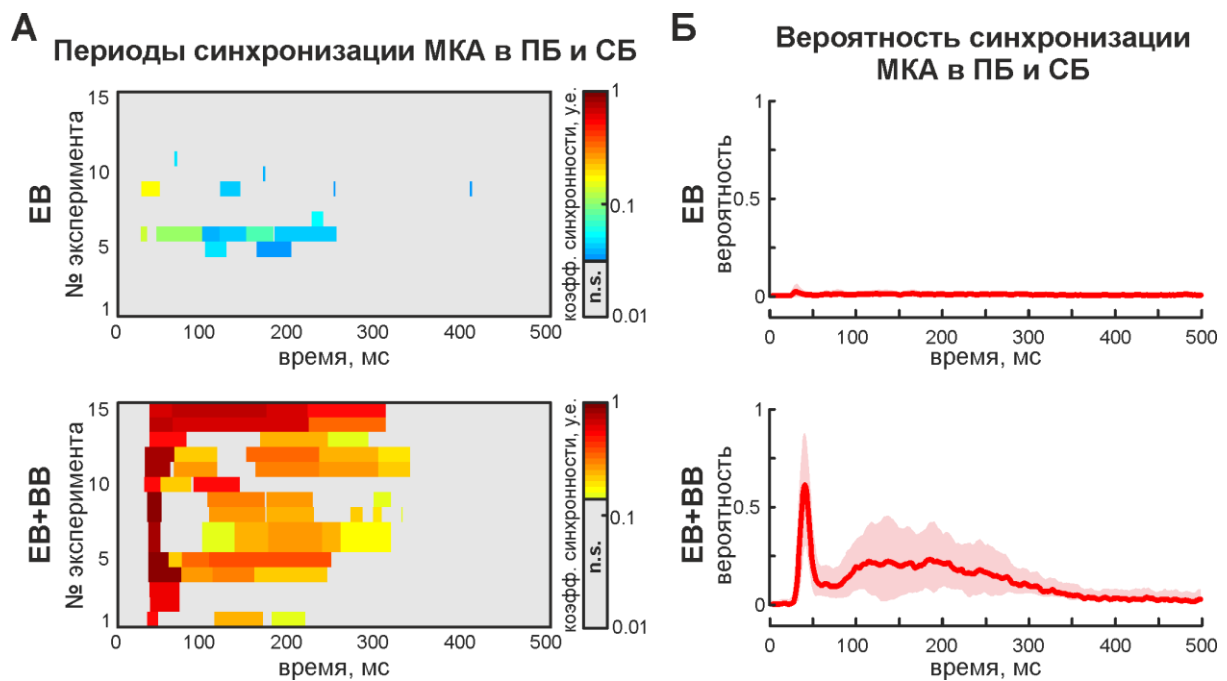 А
Периоды синхронизации МКА в ПБ и СБ
ЕВ
№ эксперимента
15
10
5
1
0 100 200 300 400 500
время, мс
коэфф. синхронности, у.е.
1
0.1
n.s.
0.01
ЕВ+ВВ
№ эксперимента
15
10
5
1
0 100 200 300 400 500
время, мс
коэфф. синхронности, у.е.
1
0.1
n.s.
0.01
Б
Вероятность синхронизации
МКА в ПБ и СБ
ЕВ
вероятность
1
0.5
0
0 100 200 300 400 500
время, мс
ЕВ+ВВ
вероятность
1
0.5
0
0 100 200 300 400 500
время, мс